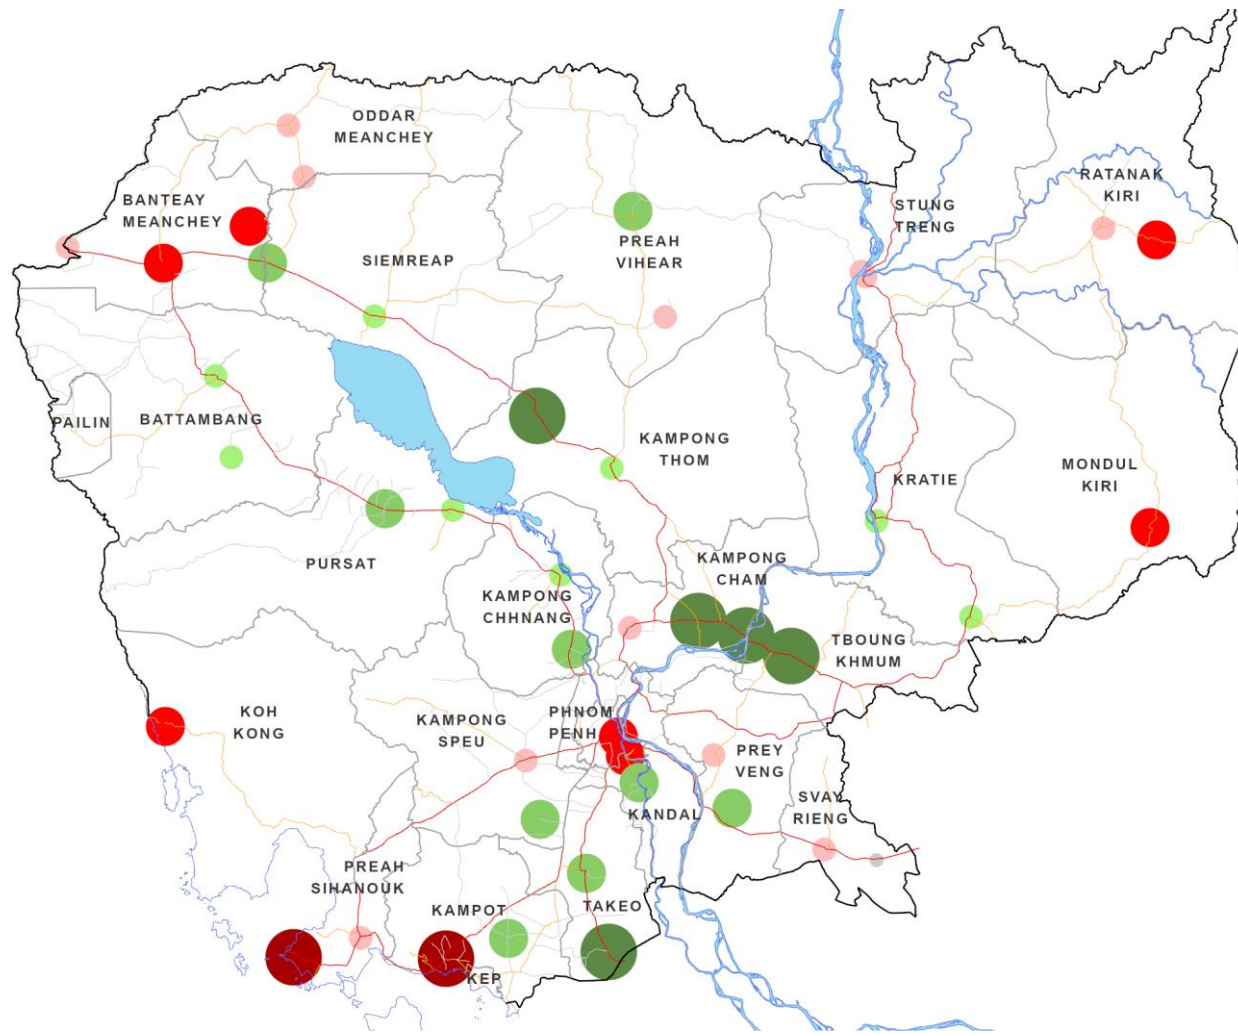 ODDAR
MEANCHEY
BANTEAY
MEANCHEY
RATANAK
KIRI
STUNG
TRENG
PREAH
VIHEAR
SIEMREAP
PAILIN
BATTAMBANG
KAMPONG
THOM
KRATIE
MONDUL
KIRI
PURSAT
KAMPONG
CHAM
KAMPONG
CHHNANG
TBOUNG
KHMUM
KOH
KONG
KAMPONG
SPEU
PHNOM
PENH
PREY
VENG
SVAY
RIENG
KANDAL
PREAH
SIHANOUK
KAMPOT
TAKEO
KEP